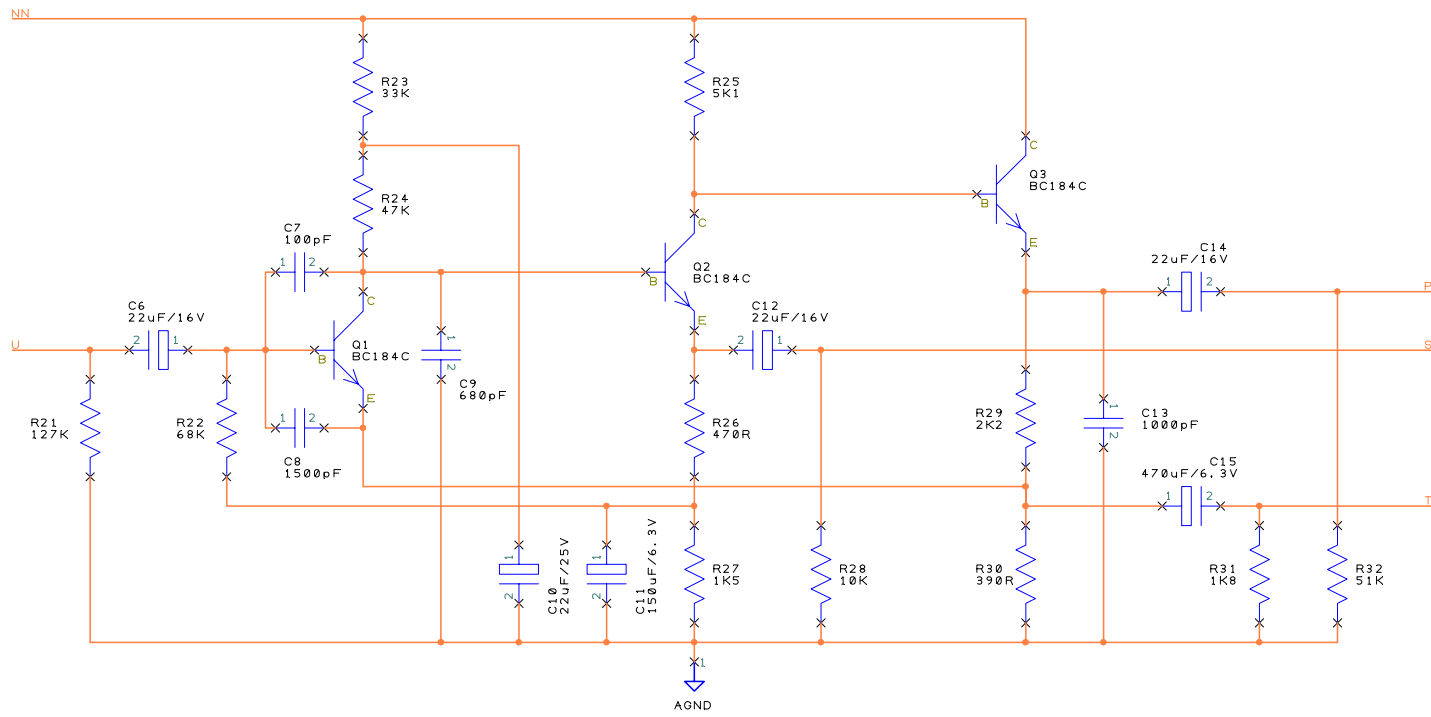 NN
R23
33K
R25
5K1
C
Q3
BC184C
B
R24
47K
C7
100pF
1 2
C
E
C14
22uF/16V
1 2
P
Q2
BC184C
B
C6
22uF/16V
2 1
C
E
C12
22uF/16V
2 1
U
Q1
BC184C
B
1
2
S
C9
680pF
E
R21
127K
R22
68K
1 2
C8
1500pF
R26
470R
R29
2K2
1
2
C13
1000pF
C15
470uF/6.3V
1 2
T
1
2
C10
22uF/25V
1
2
C11
150uF/6.3V
R27
1K5
R28
10K
R30
390R
R31
1K8
R32
51K
1
AGND